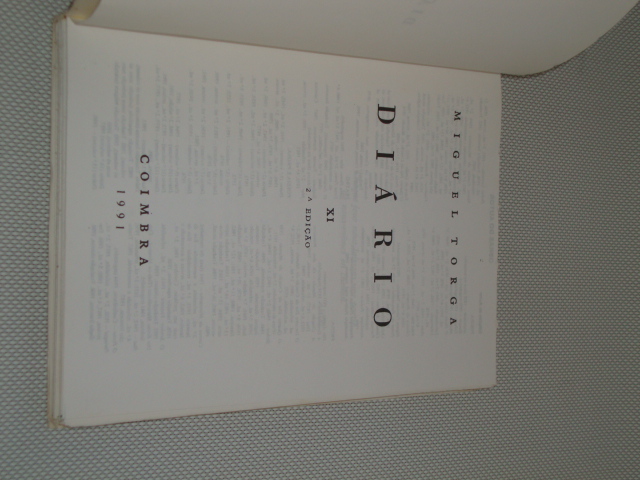 MIGUEL TORGA
DIÁRIO
XI
2.ª EDIÇÃO
COIMBRA
1991